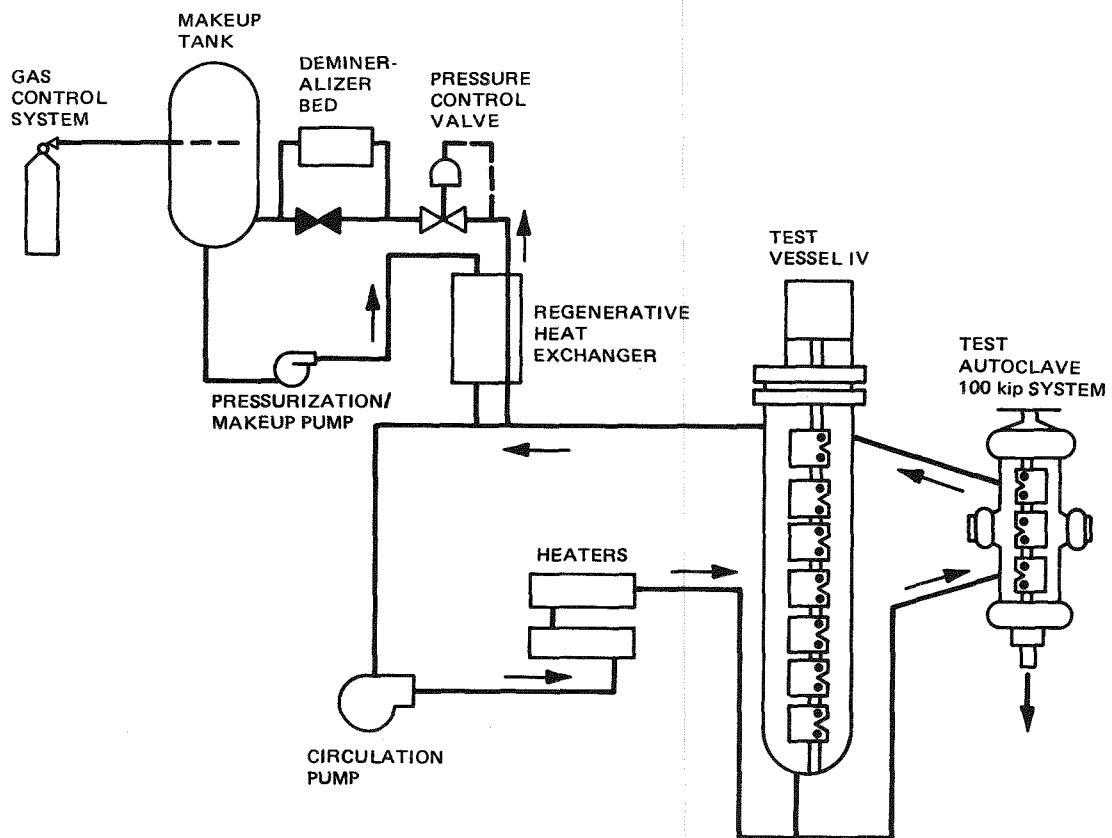 MAKEUP
TANK
GAS
CONTROL
SYSTEM
DEMINER-
ALIZER
BED
PRESSURE
CONTROL
VALVE
TEST
VESSEL IV
REGENERATIVE
HEAT
EXCHANGER
TEST
AUTOCLAVE
100 kip SYSTEM
PRESSURIZATION/
MAKEUP PUMP
HEATERS
CIRCULATION
PUMP